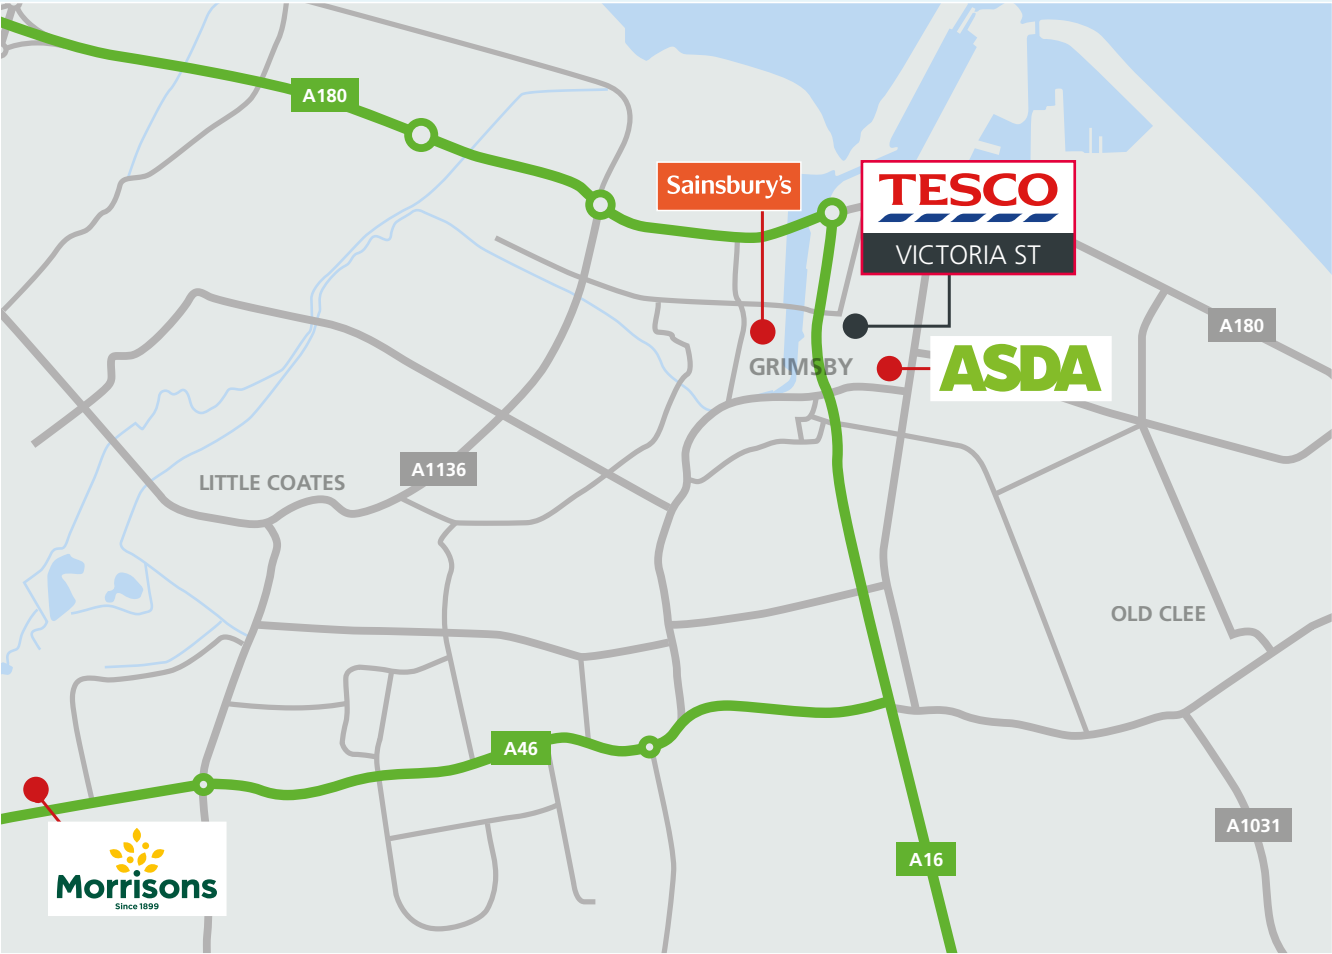 A180
Sainsbury's
TESCO
VICTORIA ST
A180
GRIMSBY
ASDA
A1136
LITTLE COATES
OLD CLEE
A46
A1031
A16
Morrisons
Since 1899